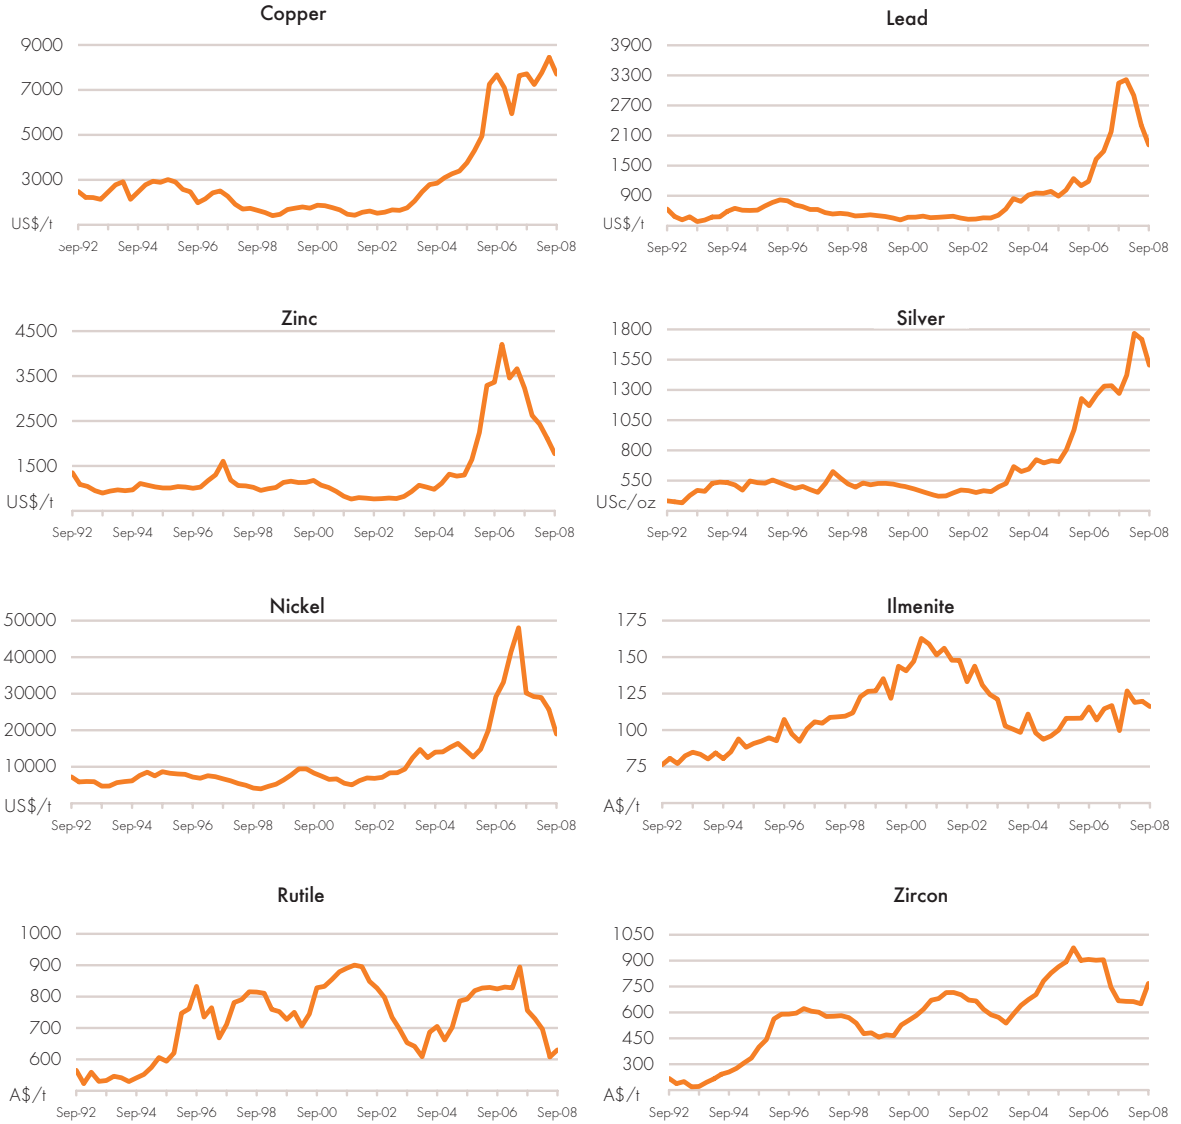 Copper
9000
7000
5000
3000
US$/t
Sep-92 Sep-94 Sep-96 Sep-98 Sep-00 Sep-02 Sep-04 Sep-06 Sep-08
Lead
3900
3300
2700
2100
1500
900
US$/t
Sep-92 Sep-94 Sep-96 Sep-98 Sep-00 Sep-02 Sep-04 Sep-06 Sep-08
Zinc
4500
3500
2500
1500
US$/t
Sep-92 Sep-94 Sep-96 Sep-98 Sep-00 Sep-02 Sep-04 Sep-06 Sep-08
Silver
1800
1550
1300
1050
800
550
USc/oz
Sep-92 Sep-94 Sep-96 Sep-98 Sep-00 Sep-02 Sep-04 Sep-06 Sep-08
Nickel
50000
40000
30000
20000
10000
US$/t
Sep-92 Sep-94 Sep-96 Sep-98 Sep-00 Sep-02 Sep-04 Sep-06 Sep-08
Ilmenite
175
150
125
100
75
A$/t
Sep-92 Sep-94 Sep-96 Sep-98 Sep-00 Sep-02 Sep-04 Sep-06 Sep-08
Rutile
1000
900
800
700
600
A$/t
Sep-92 Sep-94 Sep-96 Sep-98 Sep-00 Sep-02 Sep-04 Sep-06 Sep-08
Zircon
1050
900
750
600
450
300
A$/t
Sep-92 Sep-94 Sep-96 Sep-98 Sep-00 Sep-02 Sep-04 Sep-06 Sep-08